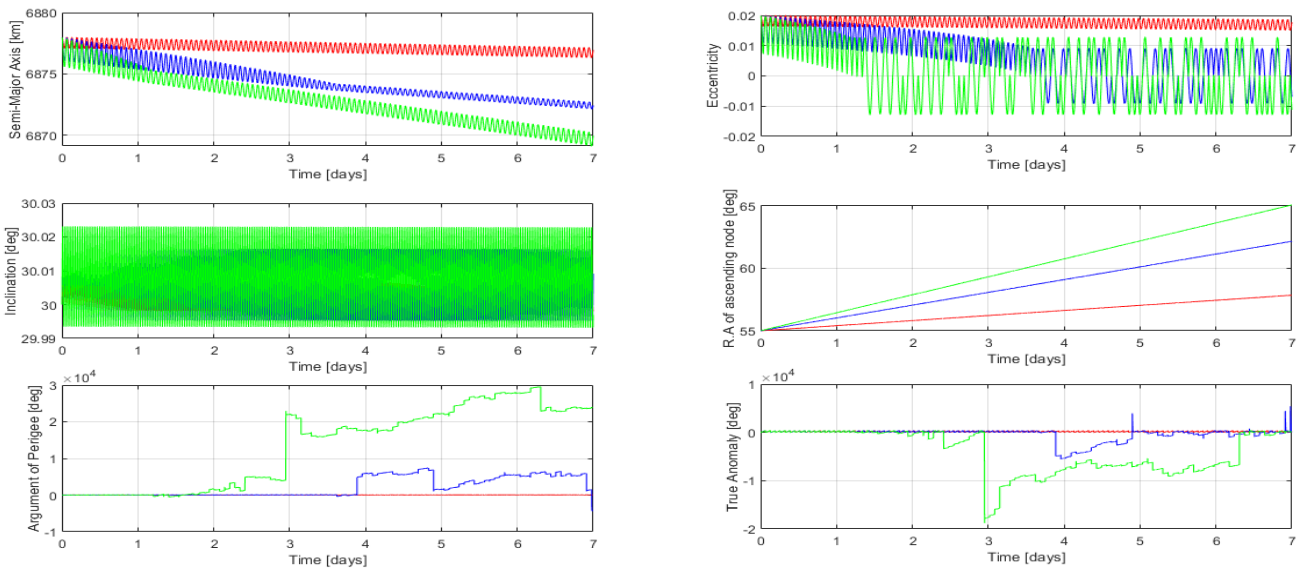 6880
6875
6870
Semi-Major Axis [km]
0 1 2 3 4 5 6 7
Time [days]
0.02
0.01
0
-0.01
-0.02
Eccentricity
0 1 2 3 4 5 6 7
Time [days]
30.03
30.02
30.01
30
29.99
Inclination [deg]
0 1 2 3 4 5 6 7
Time [days]
65
60
55
R.A of ascending node [deg]
0 1 2 3 4 5 6 7
Time [days]
×10^4
3
2
1
0
-1
Argument of Perigee [deg]
0 1 2 3 4 5 6 7
Time [days]
×10^4
1
0
-1
-2
True Anomaly [deg]
0 1 2 3 4 5 6 7
Time [days]